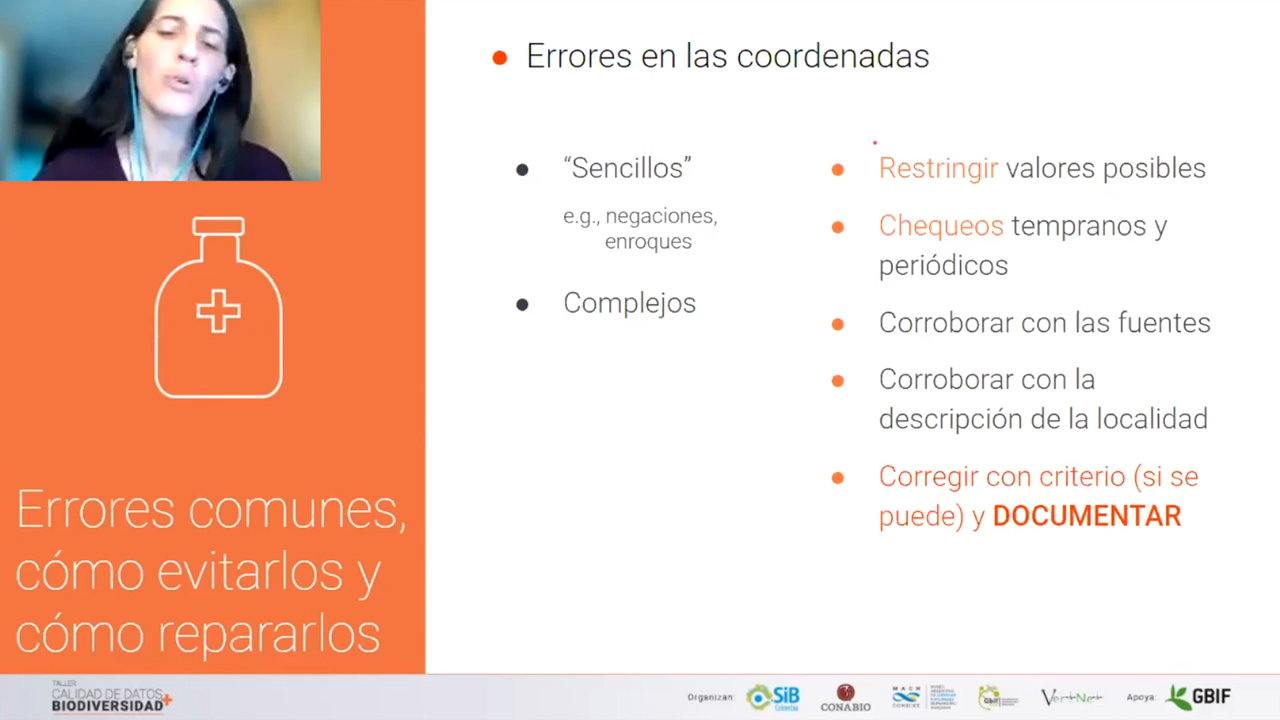 Errores en las coordenadas
“Sencillos”
e.g., negaciones,
enroques
Complejos
Restringir valores posibles
Chequeos tempranos y
periódicos
Corroborar con las fuentes
Corroborar con la
descripción de la localidad
Corregir con criterio (si se
puede) y DOCUMENTAR
Errores comunes,
cómo evitarlos y
cómo repararlos
TALLER
CALIDAD DE DATOS
BIODIVERSIDAD
Organizan:
SiB
Colombia
CONABIO
MACN
CONICET
VertNet
Apoya:
GBIF